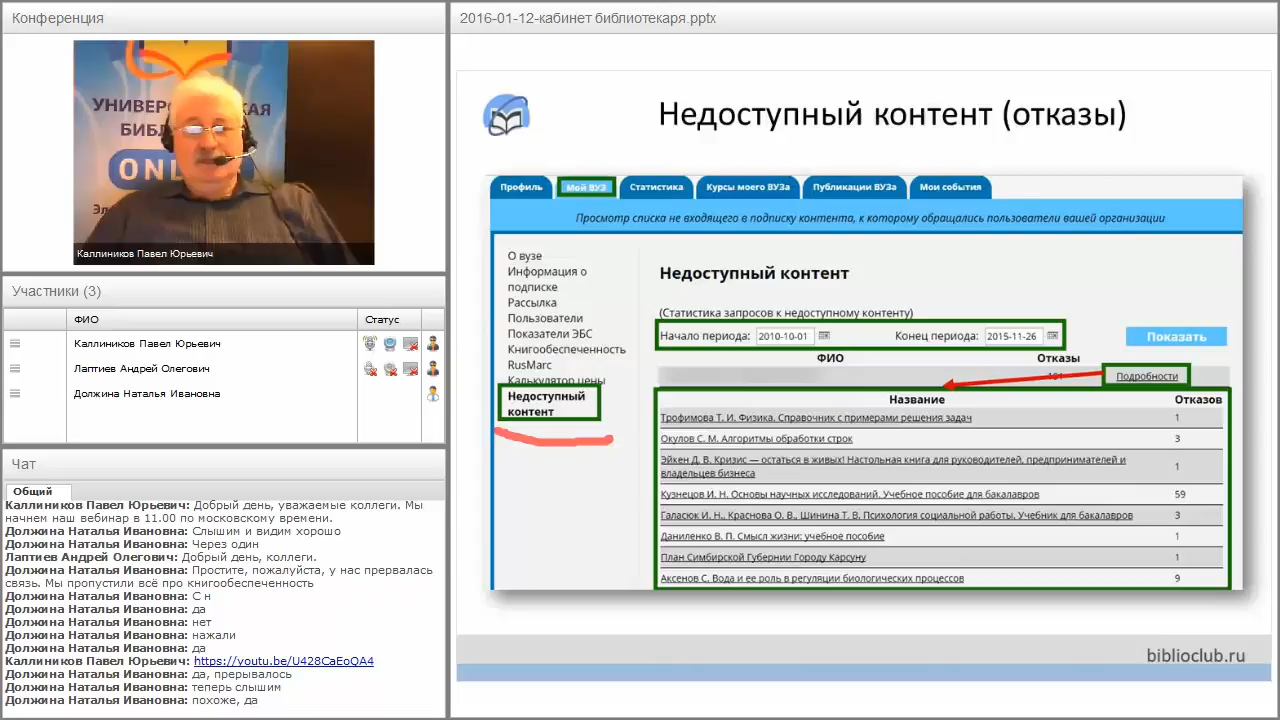 Конференция
УНИВЕР
КАЯ
БИБЛ
ONL
Каллиников Павел Юрьевич
Участники (3)
ФИО
Статус
Каллиников Павел Юрьевич
Лаптиев Андрей Олегович
Должина Наталья Ивановна
Чат
Общий
Каллиников Павел Юрьевич: Добрый день, уважаемые коллеги. Мы
начнем наш вебинар в 11.00 по московскому времени.
Должина Наталья Ивановна: Слышим и видим хорошо
Должина Наталья Ивановна: Через один
Лаптиев Андрей Олегович: Добрый день, коллеги.
Должина Наталья Ивановна: Простите, пожалуйста, у нас прервалась
связь. Мы пропустили всё про книгообеспеченность
Должина Наталья Ивановна: С н
Должина Наталья Ивановна: да
Должина Наталья Ивановна: нет
Должина Наталья Ивановна: нажали
Должина Наталья Ивановна: да
Каллиников Павел Юрьевич: https://youtu.be/U428CaEoQA4
Должина Наталья Ивановна: да, прерывалось
Должина Наталья Ивановна: теперь слышим
Должина Наталья Ивановна: похоже, да
2016-01-12-кабинет библиотекаря.pptx
Недоступный контент (отказы)
Профиль
Мой ВУЗ
Статистика
Курсы моего ВУЗа
Публикации ВУЗа
Мои события
Просмотр списка не входящего в подписку контента, к которому обращались пользователи вашей организации
О вузе
Информация о
подписке
Рассылка
Пользователи
Показатели ЭБС
Книгообеспеченность
RusMarc
Калькулятор цены
Недоступный
контент
Недоступный контент
(Статистика запросов к недоступному контенту)
Начало периода: 2010-10-01 Конец периода: 2015-11-26 Показать
ФИО Отказы
Подробности
Название Отказов
Трофимова Т. И. Физика. Справочник с примерами решения задач 1
Окулов С. М. Алгоритмы обработки строк 3
Эйкен Д. В. Кризис — остаться в живых! Настольная книга для руководителей, предпринимателей и
владельцев бизнеса 1
Кузнецов И. Н. Основы научных исследований. Учебное пособие для бакалавров 59
Галасюк И. Н., Краснова О. В., Шинина Т. В. Психология социальной работы. Учебник для бакалавров 3
Даниленко В. П. Смысл жизни: учебное пособие 1
План Симбирской Губернии Городу Карсуну 1
Аксенов С. Вода и ее роль в регуляции биологических процессов 9
biblioclub.ru